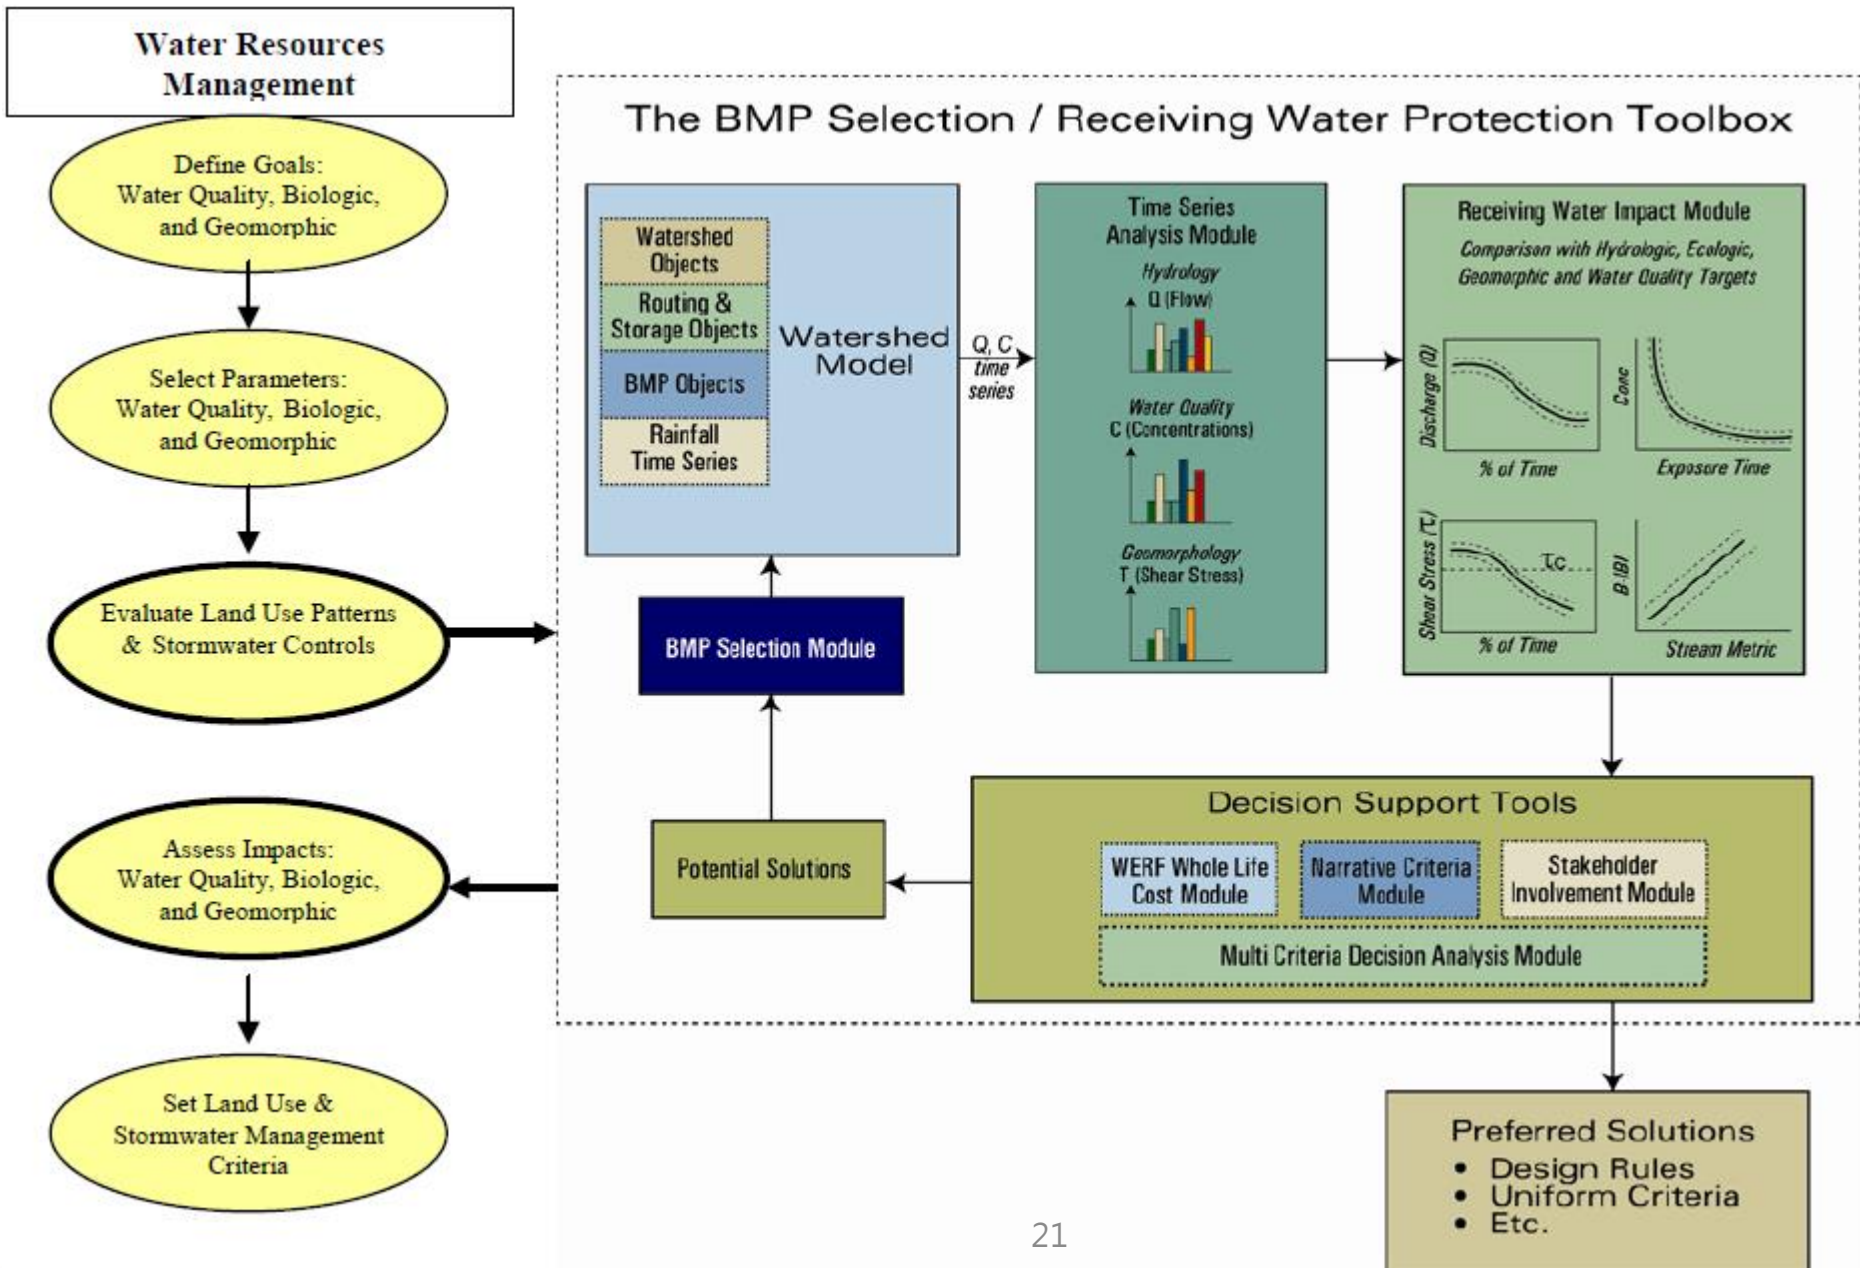 Water Resources
Management
Define Goals:
Water Quality, Biologic,
and Geomorphic
Select Parameters:
Water Quality, Biologic,
and Geomorphic
Evaluate Land Use Patterns
& Stormwater Controls
Assess Impacts:
Water Quality, Biologic,
and Geomorphic
Set Land Use &
Stormwater Management
Criteria
The BMP Selection / Receiving Water Protection Toolbox
Watershed
Objects
Routing &
Storage Objects
BMP Objects
Rainfall
Time Series
Watershed
Model
Q, C
time
series
Time Series
Analysis Module
Hydrology
Q (Flow)
Water Quality
C (Concentrations)
Geomorphology
T (Shear Stress)
Receiving Water Impact Module
Comparison with Hydrologic, Ecologic,
Geomorphic and Water Quality Targets
Discharge (Q)
% of Time
Conc
Exposure Time
Shear Stress (τ)
τc
% of Time
B-IBI
Stream Metric
BMP Selection Module
Potential Solutions
Decision Support Tools
WERF Whole Life
Cost Module
Narrative Criteria
Module
Stakeholder
Involvement Module
Multi Criteria Decision Analysis Module
Preferred Solutions
• Design Rules
• Uniform Criteria
• Etc.
21